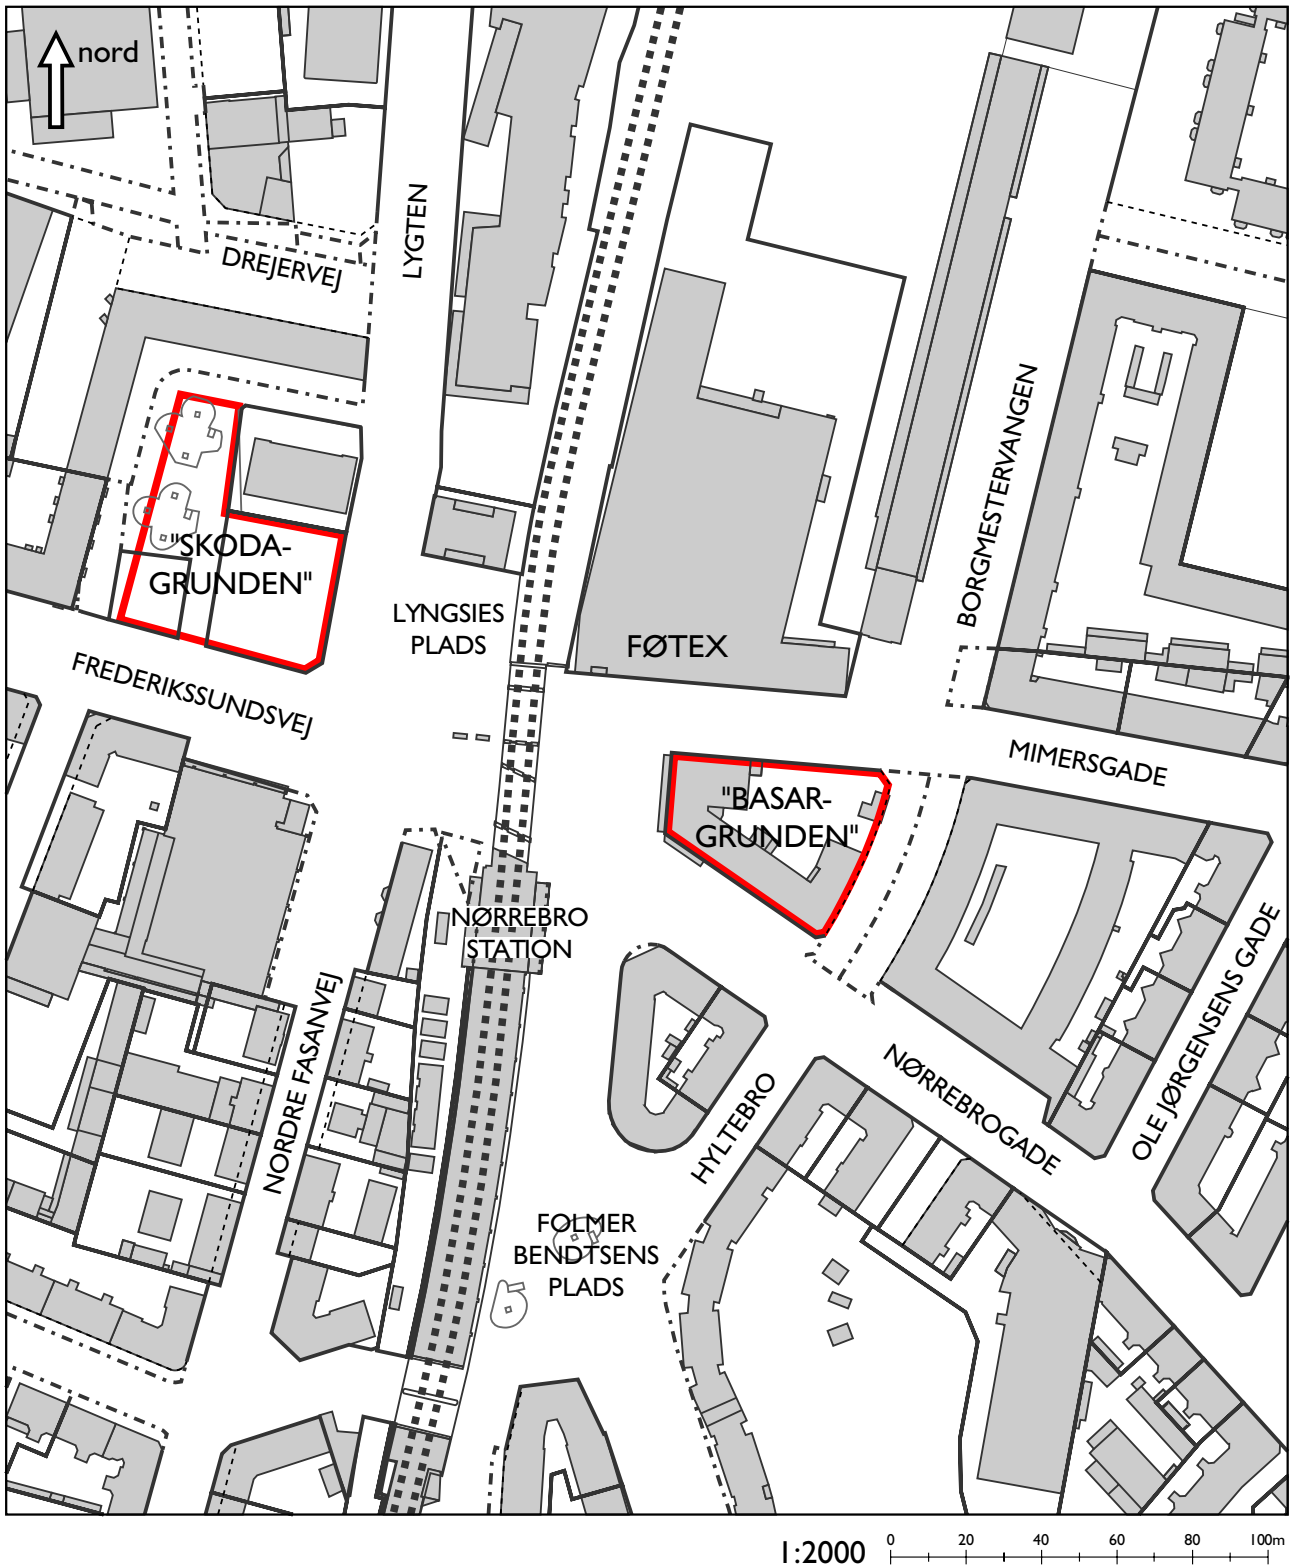 nord
LYGTEN
DREJERVEJ
BORGMESTERVANGEN
"SKODA-
GRUNDEN"
LYNGSIES
PLADS
FØTEX
FREDERIKSSUNDSVEJ
MIMERSGADE
"BASAR-
GRUNDEN"
NØRREBRO
STATION
NORDRE FASANVEJ
OLE JØRGENSENS GADE
NØRREBROGADE
HYLTEBRO
FOLMER
BENDTSENS
PLADS
1:2000
0 20 40 60 80 100m